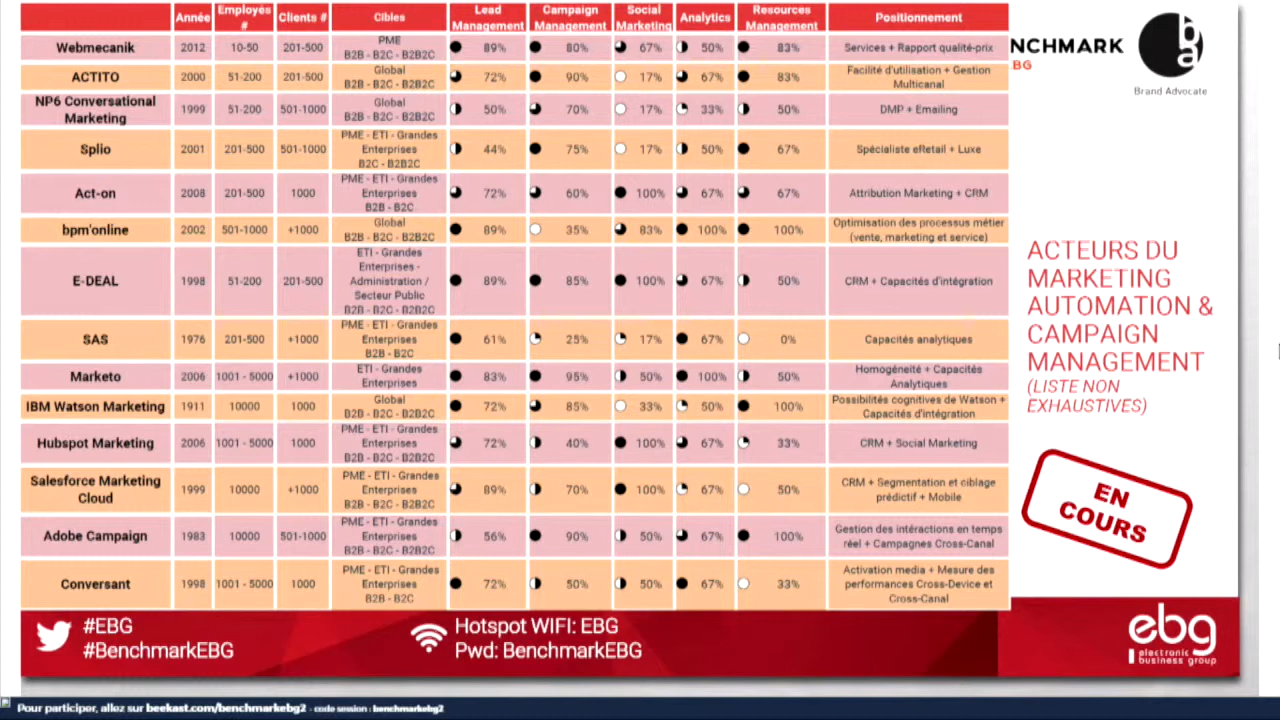 Année Employés # Clients # Cibles Lead Management Campaign Management Social Marketing Analytics Resources Management Positionnement
Webmecanik 2012 10-50 201-500 PME B2B - B2C - B2B2C 89% 80% 67% 50% 83% Services + Rapport qualité-prix
ACTITO 2000 51-200 201-500 Global B2B - B2C - B2B2C 72% 90% 17% 67% 83% Facilité d'utilisation + Gestion Multicanal
NP6 Conversational Marketing 1999 51-200 501-1000 Global B2B - B2C - B2B2C 50% 70% 17% 33% 50% DMP + Emailing
Splio 2001 201-500 501-1000 PME - ETI - Grandes Enterprises B2C - B2B2C 44% 75% 17% 50% 67% Spécialiste eRetail + Luxe
Act-on 2008 201-500 1000 PME - ETI - Grandes Enterprises B2B - B2C 72% 60% 100% 67% 67% Attribution Marketing + CRM
bpm'online 2002 501-1000 +1000 Global B2B - B2C - B2B2C 89% 35% 83% 100% 100% Optimisation des processus métier (vente, marketing et service)
E-DEAL 1998 51-200 201-500 ETI - Grandes Enterprises - Administration / Secteur Public B2B - B2C - B2B2C 89% 85% 100% 67% 50% CRM + Capacités d'intégration
SAS 1976 201-500 +1000 PME - ETI - Grandes Enterprises B2B - B2C 61% 25% 17% 67% 0% Capacités analytiques
Marketo 2006 1001 - 5000 +1000 ETI - Grandes Enterprises 83% 95% 50% 100% 50% Homogénéité + Capacités Analytiques
IBM Watson Marketing 1911 10000 1000 Global B2B - B2C - B2B2C 72% 85% 33% 50% 100% Possibilités cognitives de Watson + Capacités d'intégration
Hubspot Marketing 2006 1001 - 5000 1000 PME - ETI - Grandes Enterprises B2B - B2C - B2B2C 72% 40% 100% 67% 33% CRM + Social Marketing
Salesforce Marketing Cloud 1999 10000 +1000 PME - ETI - Grandes Enterprises B2B - B2C - B2B2C 89% 70% 100% 67% 50% CRM + Segmentation et ciblage prédictif + Mobile
Adobe Campaign 1983 10000 501-1000 PME - ETI - Grandes Enterprises B2B - B2C - B2B2C 56% 90% 50% 67% 100% Gestion des intéractions en temps réel + Campagnes Cross-Canal
Conversant 1998 1001 - 5000 1000 PME - ETI - Grandes Enterprises B2B - B2C 72% 50% 50% 67% 33% Activation media + Mesure des performances Cross-Device et Cross-Canal
NCHMARK
BG
ba
Brand Advocate
ACTEURS DU
MARKETING
AUTOMATION &
CAMPAIGN
MANAGEMENT
(LISTE NON
EXHAUSTIVES)
EN
COURS
#EBG
#BenchmarkEBG
Hotspot WIFI: EBG
Pwd: BenchmarkEBG
ebg
electronic
business group
Pour participer, allez sur beekast.com/benchmarkebg2 - code session : benchmarkebg2